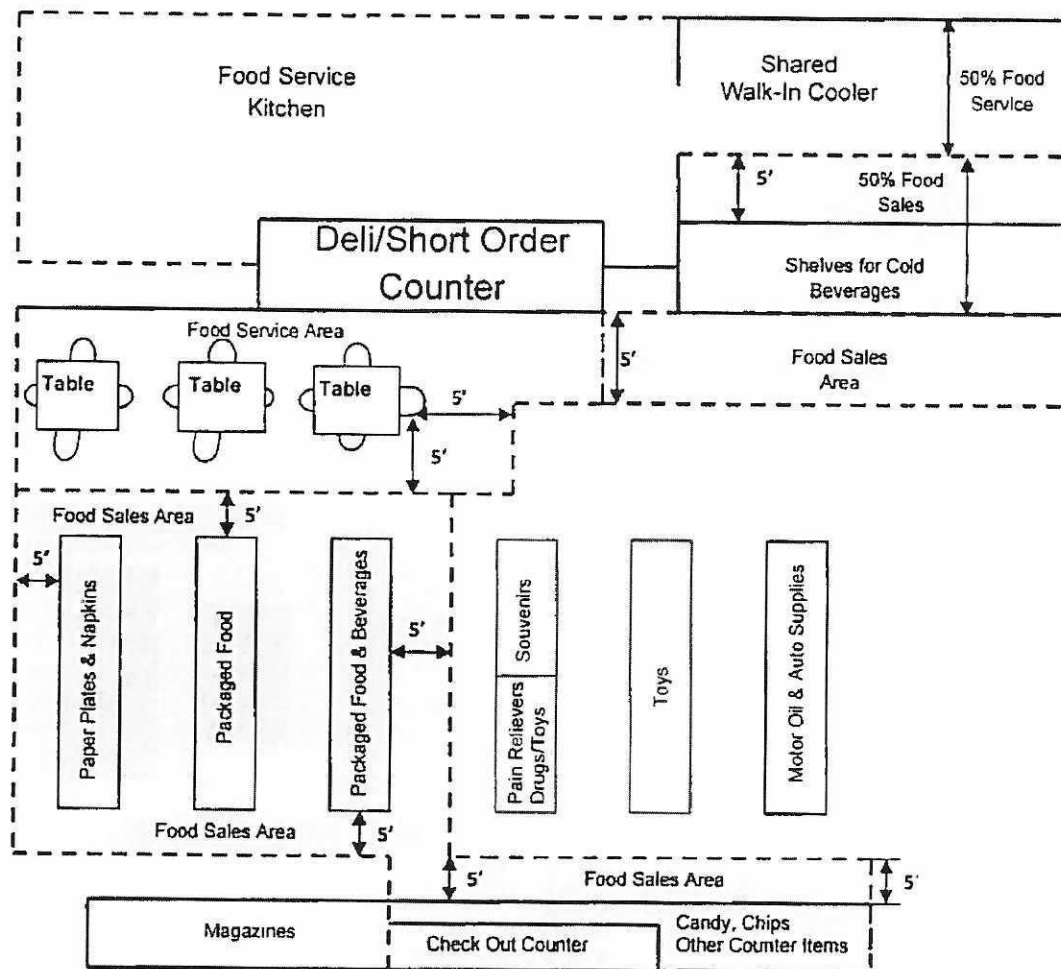 Food Service
Kitchen
Shared
Walk-In Cooler
50% Food
Service
5'
50% Food
Sales
Deli/Short Order
Counter
Shelves for Cold
Beverages
Food Service Area
5'
Food Sales
Area
Table
Table
Table
5'
5'
Food Sales Area
5'
5'
Paper Plates & Napkins
Packaged Food
Packaged Food & Beverages
5'
Souvenirs
Pain Relievers
Drugs/Toys
Toys
Motor Oil & Auto Supplies
Food Sales Area
5'
5'
Food Sales Area
5'
Magazines
Check Out Counter
Candy, Chips
Other Counter Items